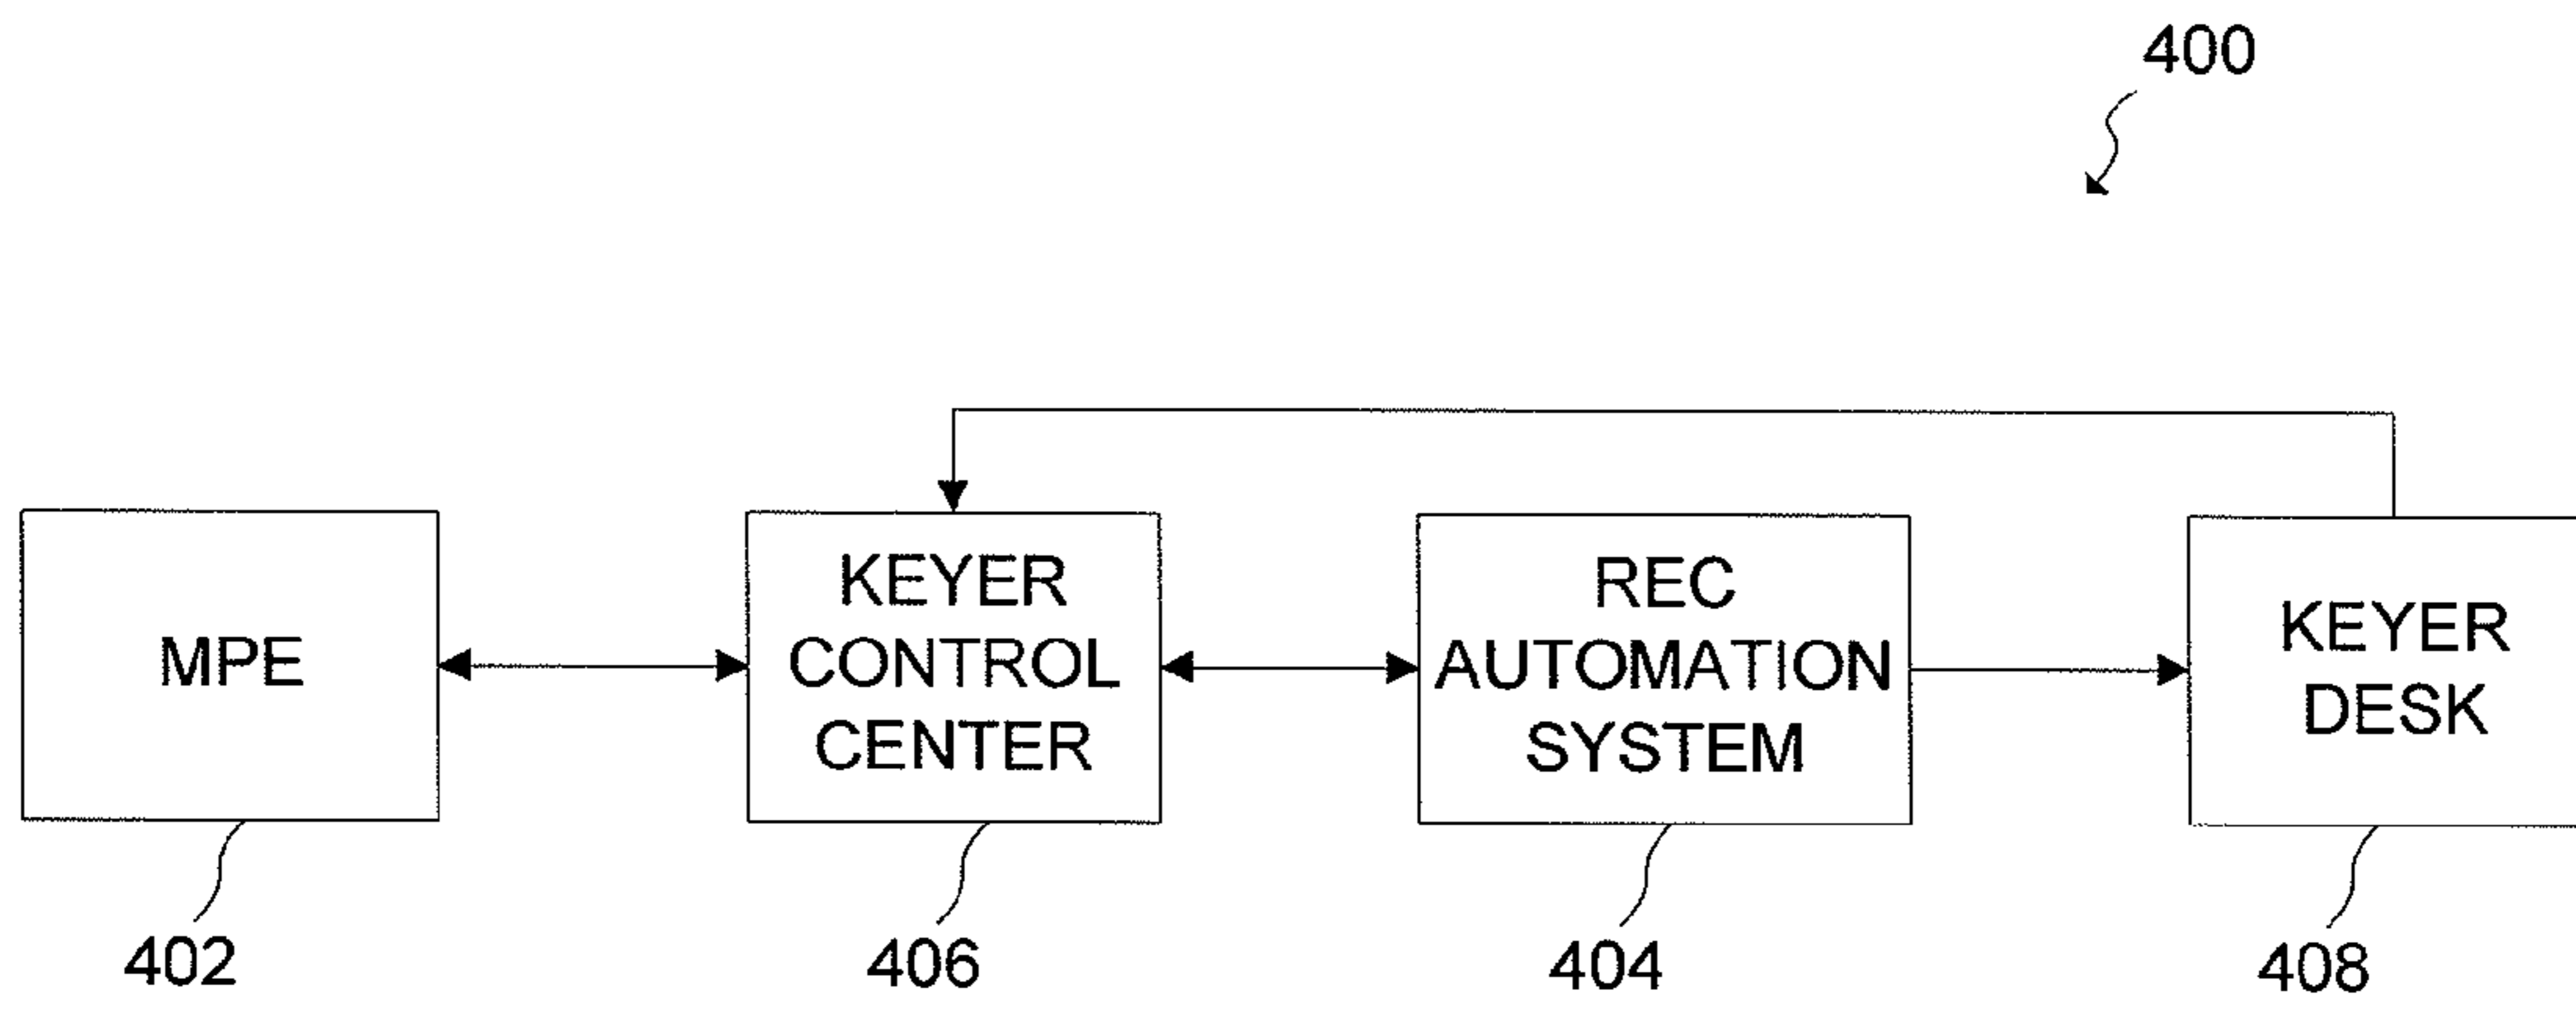 400
MPE
KEYER
CONTROL
CENTER
REC
AUTOMATION
SYSTEM
KEYER
DESK
402
406
404
408